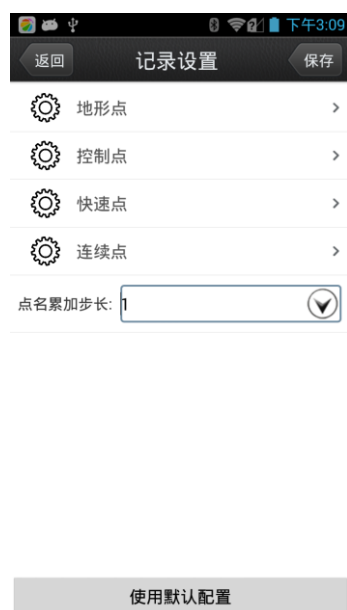 下午3:09
返回
记录设置
保存
地形点
控制点
快速点
连续点
点名累加步长: 1
使用默认配置